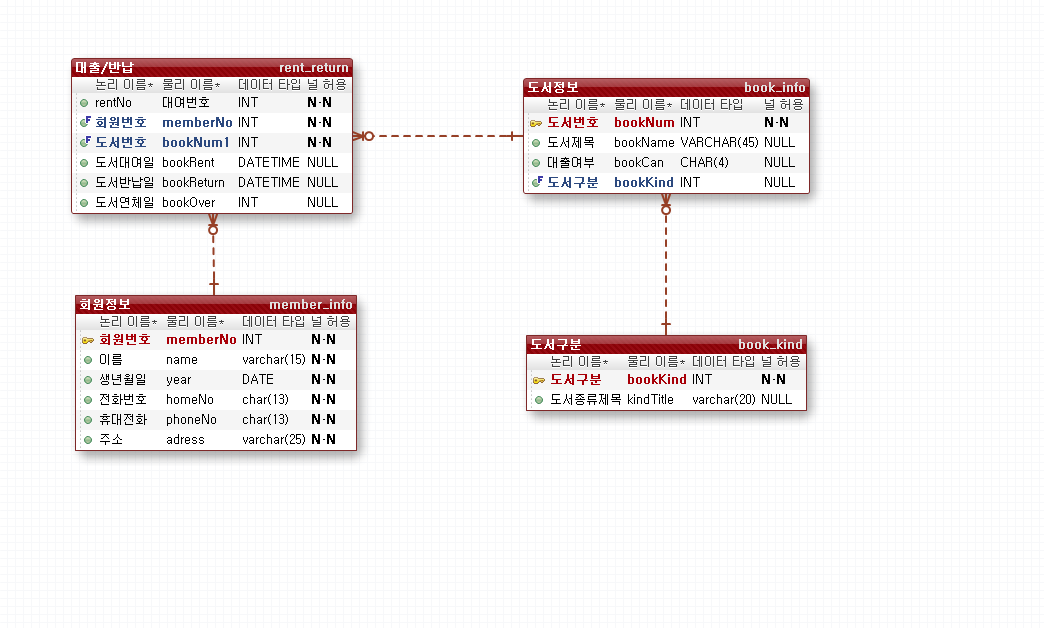 대출/반납 rent_return
논리 이름* 물리 이름* 데이터 타입 널 허용
rentNo 대여번호 INT N-N
회원번호 memberNo INT N-N
도서번호 bookNum1 INT N-N
도서대여일 bookRent DATETIME NULL
도서반납일 bookReturn DATETIME NULL
도서연체일 bookOver INT NULL
도서정보 book_info
논리 이름* 물리 이름* 데이터 타입 널 허용
도서번호 bookNum INT N-N
도서제목 bookName VARCHAR(45) NULL
대출여부 bookCan CHAR(4) NULL
도서구분 bookKind INT NULL
회원정보 member_info
논리 이름* 물리 이름* 데이터 타입 널 허용
회원번호 memberNo INT N-N
이름 name varchar(15) N-N
생년월일 year DATE N-N
전화번호 homeNo char(13) N-N
휴대전화 phoneNo char(13) N-N
주소 adress varchar(25) N-N
도서구분 book_kind
논리 이름* 물리 이름* 데이터 타입 널 허용
도서구분 bookKind INT N-N
도서종류제목 kindTitle varchar(20) NULL